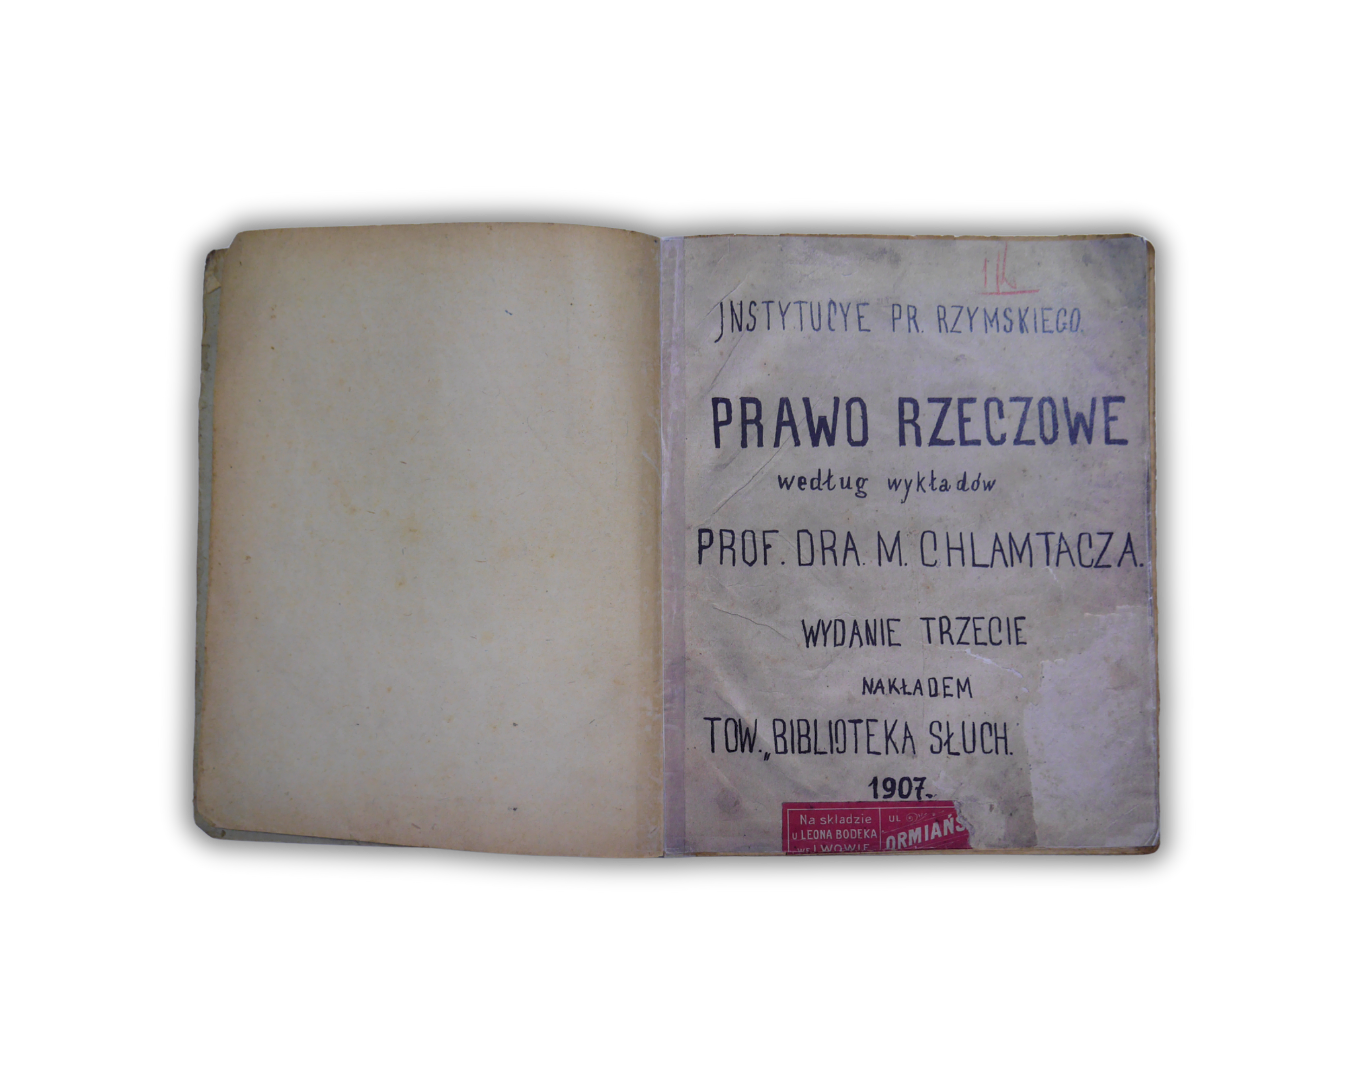 JNSTYTUCYE PR. RZYMSKIEGO.
PRAWO RZECZOWE
według wykładów
PROF. DRA. M. CHLAMTACZA.
WYDANIE TRZECIE
NAKŁADEM
TOW. „BIBLIOTEKA SŁUCH.
1907.
Na składzie
u LEONA BODEKA
we LWOWIE
UL
ORMIAŃS